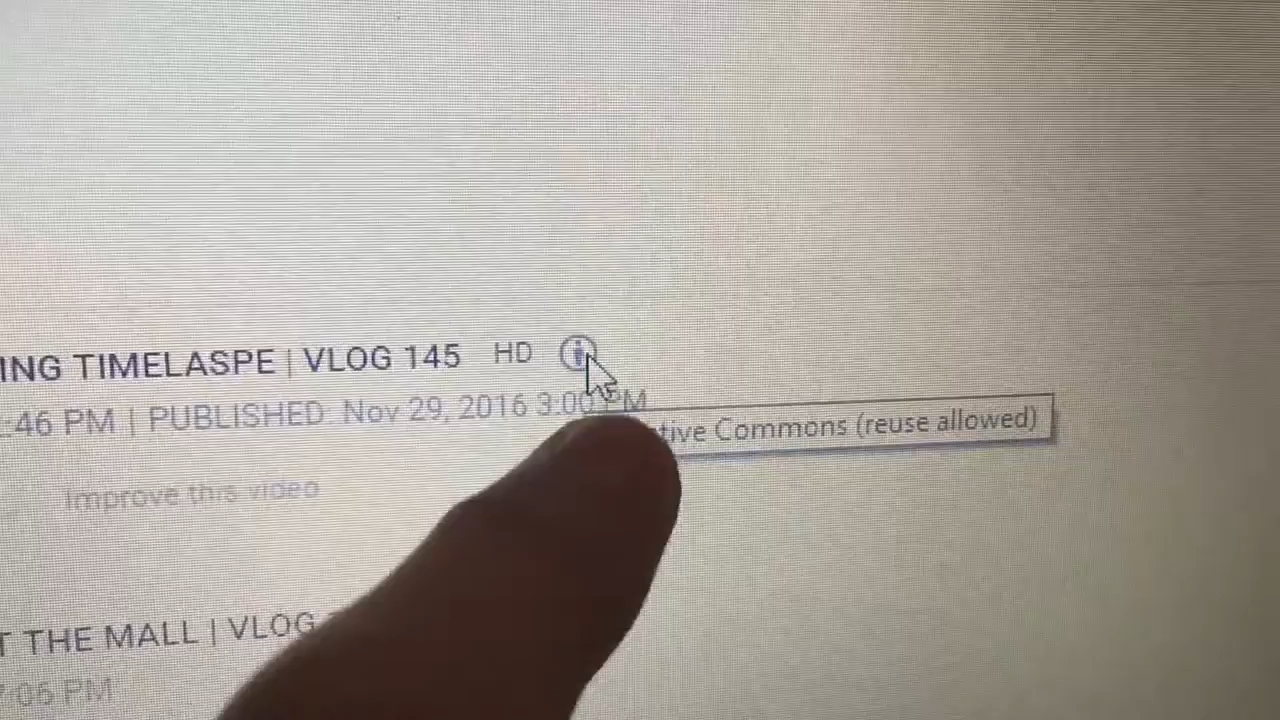 ING TIMELASPE | VLOG 145 HD
:46 PM | PUBLISHED: Nov 29, 2016 3:00 PM
tive Commons (reuse allowed)
Improve this video
T THE MALL | VLOG
:05 PM